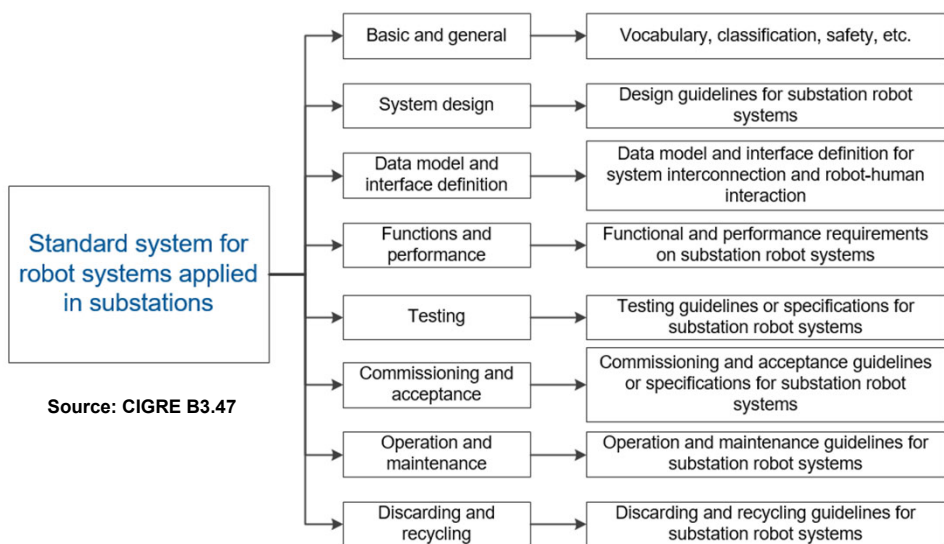 Standard system for
robot systems applied
in substations
Source: CIGRE B3.47
Basic and general
Vocabulary, classification, safety, etc.
System design
Design guidelines for substation robot
systems
Data model and
interface definition
Data model and interface definition for
system interconnection and robot-human
interaction
Functions and
performance
Functional and performance requirements
on substation robot systems
Testing
Testing guidelines or specifications for
substation robot systems
Commissioning and
acceptance
Commissioning and acceptance guidelines
or specifications for substation robot
systems
Operation and
maintenance
Operation and maintenance guidelines for
substation robot systems
Discarding and
recycling
Discarding and recycling guidelines for
substation robot systems